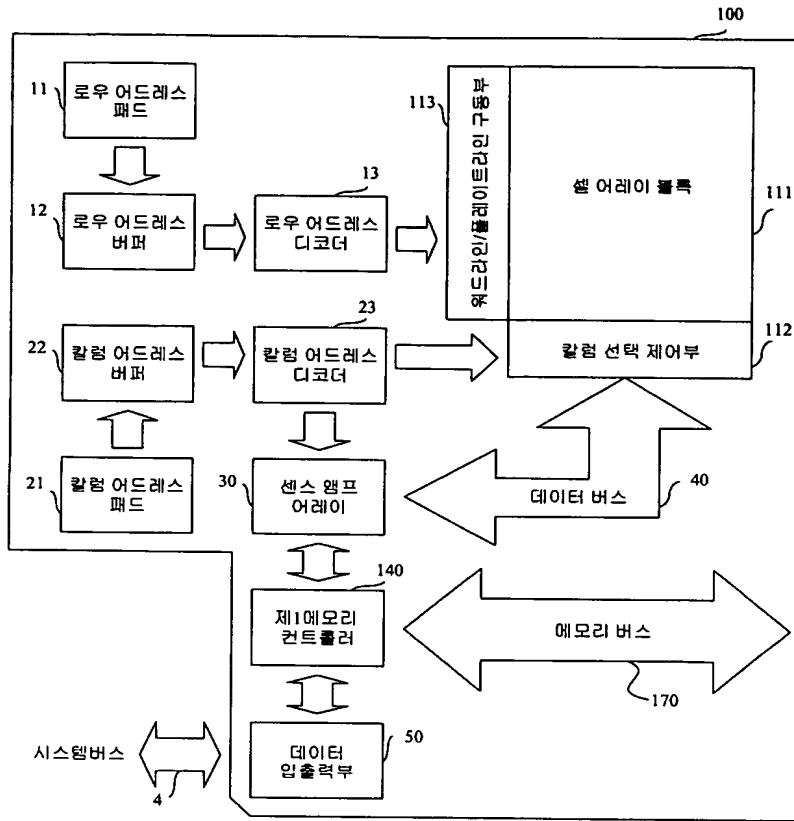 100
11
로우 어드레스
패드
113
워드라인/플레이트라인 구동부
셀 어레이 블록
111
12
로우 어드레스
버퍼
13
로우 어드레스
디코더
22
칼럼 어드레스
버퍼
23
칼럼 어드레스
디코더
칼럼 선택 제어부
112
21
칼럼 어드레스
패드
30
센스 앰프
어레이
데이터 버스
40
140
제1메모리
컨트롤러
메모리 버스
170
시스템버스
4
데이터
입출력부
50